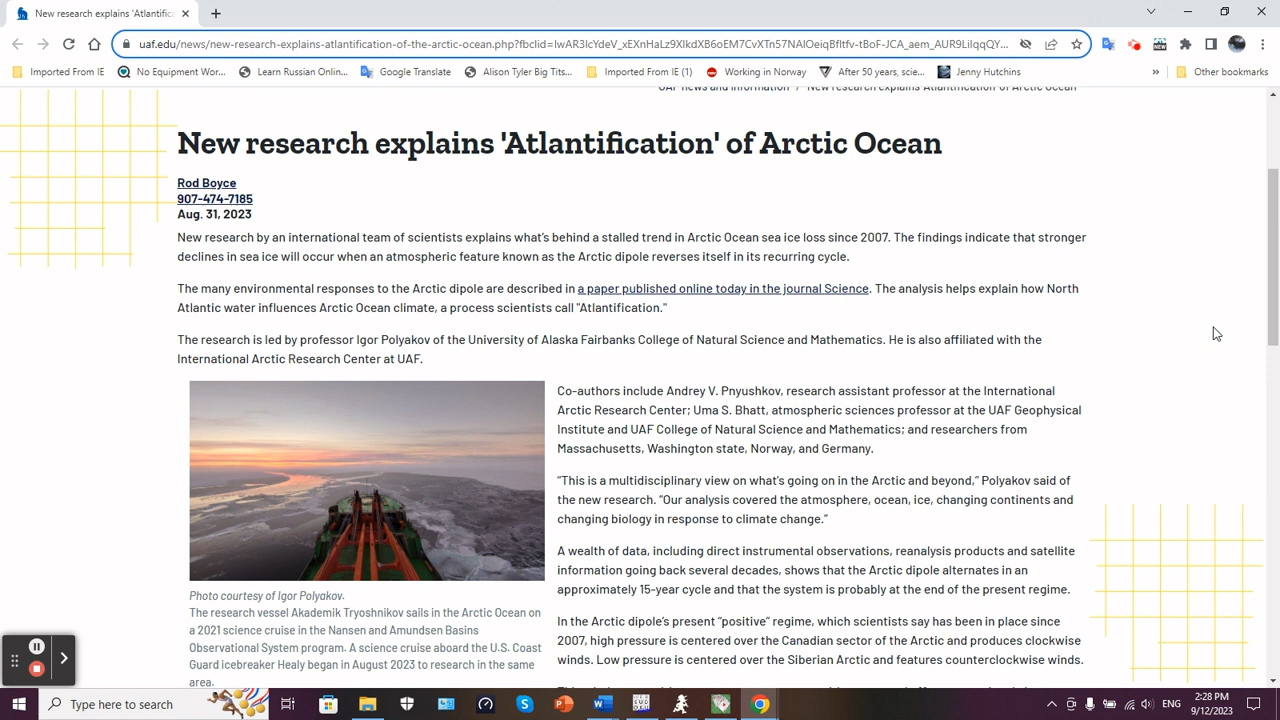 New research explains 'Atlantific
uaf.edu/news/new-research-explains-atlantification-of-the-arctic-ocean.php?fbclid=
Imported From IE
No Equipment Wor...
Learn Russian Onlin...
Google Translate
Alison Tyler Big Tits...
Imported From IE (1)
Working in Norway
After 50 years, scie...
Jenny Hutchins
»
Other bookmarks
UAF news and information / New research explains 'Atlantification' of Arctic Ocean
New research explains 'Atlantification' of Arctic Ocean
Rod Boyce
907-474-7185
Aug. 31, 2023
New research by an international team of scientists explains what's behind a stalled trend in Arctic Ocean sea ice loss since 2007. The findings indicate that stronger
declines in sea ice will occur when an atmospheric feature known as the Arctic dipole reverses itself in its recurring cycle.
The many environmental responses to the Arctic dipole are described in a paper published online today in the journal Science. The analysis helps explain how North
Atlantic water influences Arctic Ocean climate, a process scientists call "Atlantification."
The research is led by professor Igor Polyakov of the University of Alaska Fairbanks College of Natural Science and Mathematics. He is also affiliated with the
International Arctic Research Center at UAF.
Co-authors include Andrey V. Pnyushkov, research assistant professor at the International
Arctic Research Center; Uma S. Bhatt, atmospheric sciences professor at the UAF Geophysical
Institute and UAF College of Natural Science and Mathematics; and researchers from
Massachusetts, Washington state, Norway, and Germany.
“This is a multidisciplinary view on what's going on in the Arctic and beyond,” Polyakov said of
the new research. “Our analysis covered the atmosphere, ocean, ice, changing continents and
changing biology in response to climate change.”
A wealth of data, including direct instrumental observations, reanalysis products and satellite
information going back several decades, shows that the Arctic dipole alternates in an
approximately 15-year cycle and that the system is probably at the end of the present regime.
In the Arctic dipole's present “positive” regime, which scientists say has been in place since
2007, high pressure is centered over the Canadian sector of the Arctic and produces clockwise
winds. Low pressure is centered over the Siberian Arctic and features counterclockwise winds.
Photo courtesy of Igor Polyakov.
The research vessel Akademik Tryoshnikov sails in the Arctic Ocean on
a 2021 science cruise in the Nansen and Amundsen Basins
Observational System program. A science cruise aboard the U.S. Coast
Guard icebreaker Healy began in August 2023 to research in the same
area.
Type here to search
ENG
2:28 PM
9/12/2023